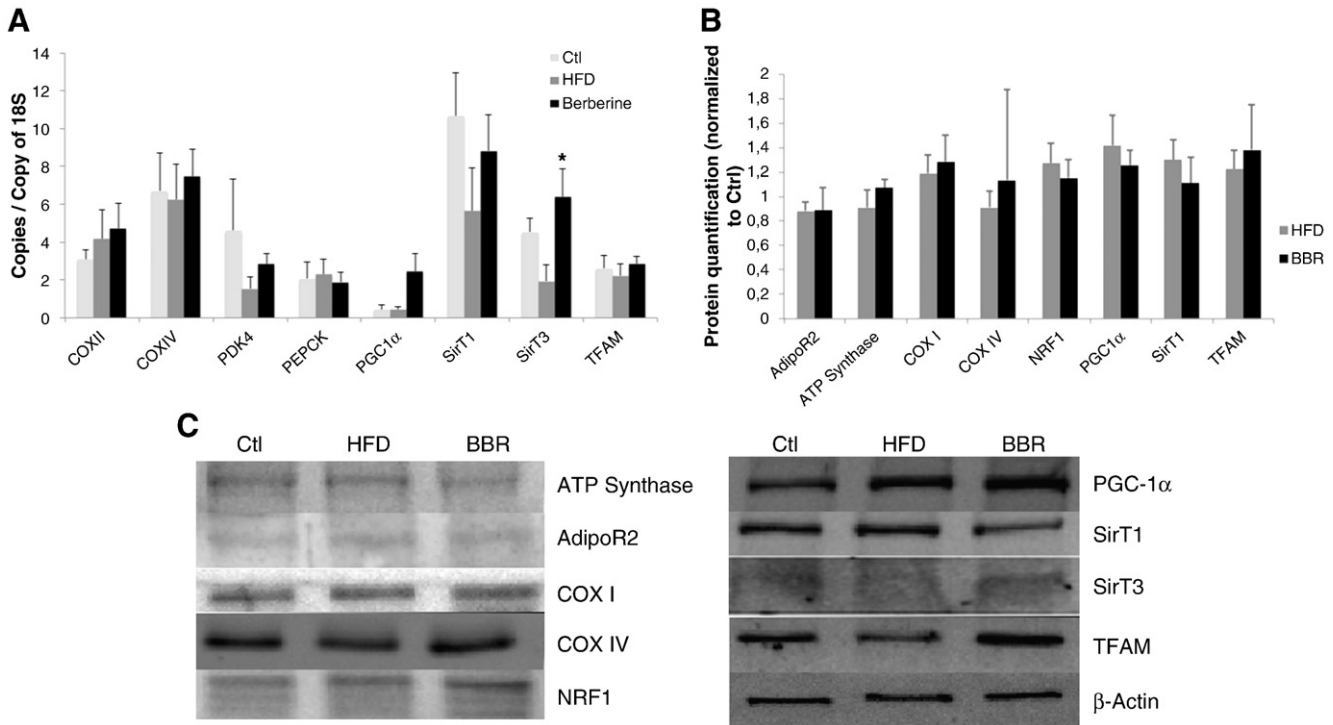 A
Copies / Copy of 18S
14
12
10
8
6
4
2
0
Ctl
HFD
Berberine
*
COXII
COXIV
PDK4
PEPCK
PGC1α
SirT1
SirT3
TFAM
B
Protein quantification (normalized
to Ctrl)
2
1,8
1,6
1,4
1,2
1
0,8
0,6
0,4
0,2
0
HFD
BBR
AdipoR2
ATP Synthase
COX I
COX IV
NRF1
PGC1α
SirT1
TFAM
C
Ctl HFD BBR
ATP Synthase
AdipoR2
COX I
COX IV
NRF1
Ctl HFD BBR
PGC-1α
SirT1
SirT3
TFAM
β-Actin